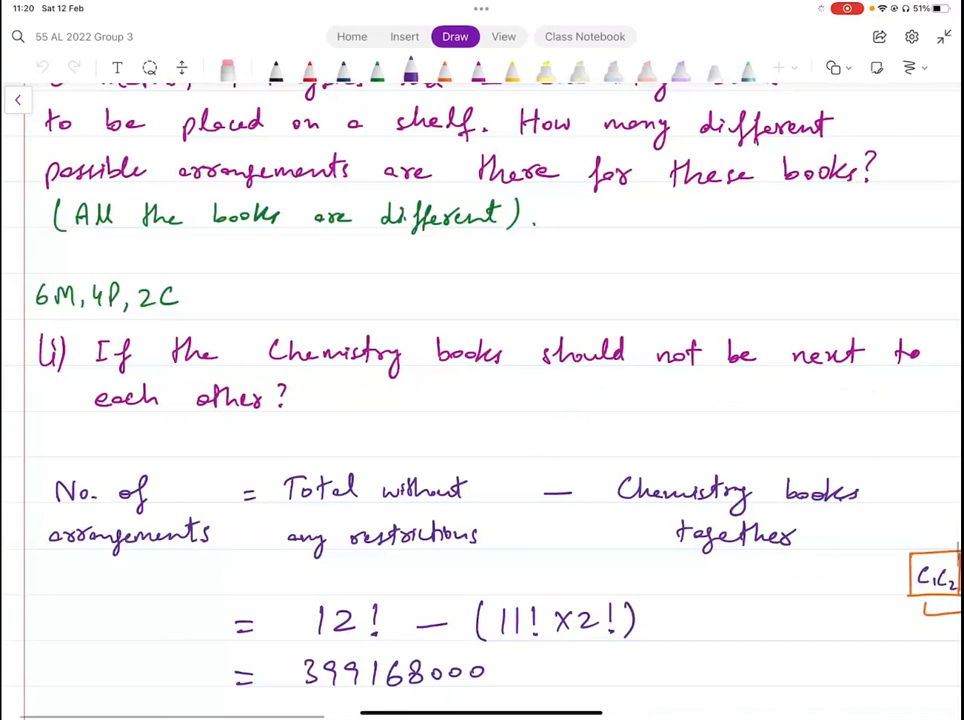 11:20 Sat 12 Feb
51%
55 AL 2022 Group 3
Home Insert Draw View Class Notebook
to be placed on a shelf. How many different
possible arrangements are there for these books?
(All the books are different).
6M, 4P, 2C
(i) If the Chemistry books should not be next to
each other?
No. of = Total without — Chemistry books
arrangements any restrictions together
C1C2
= 12! — (11! x 2!)
= 399168000